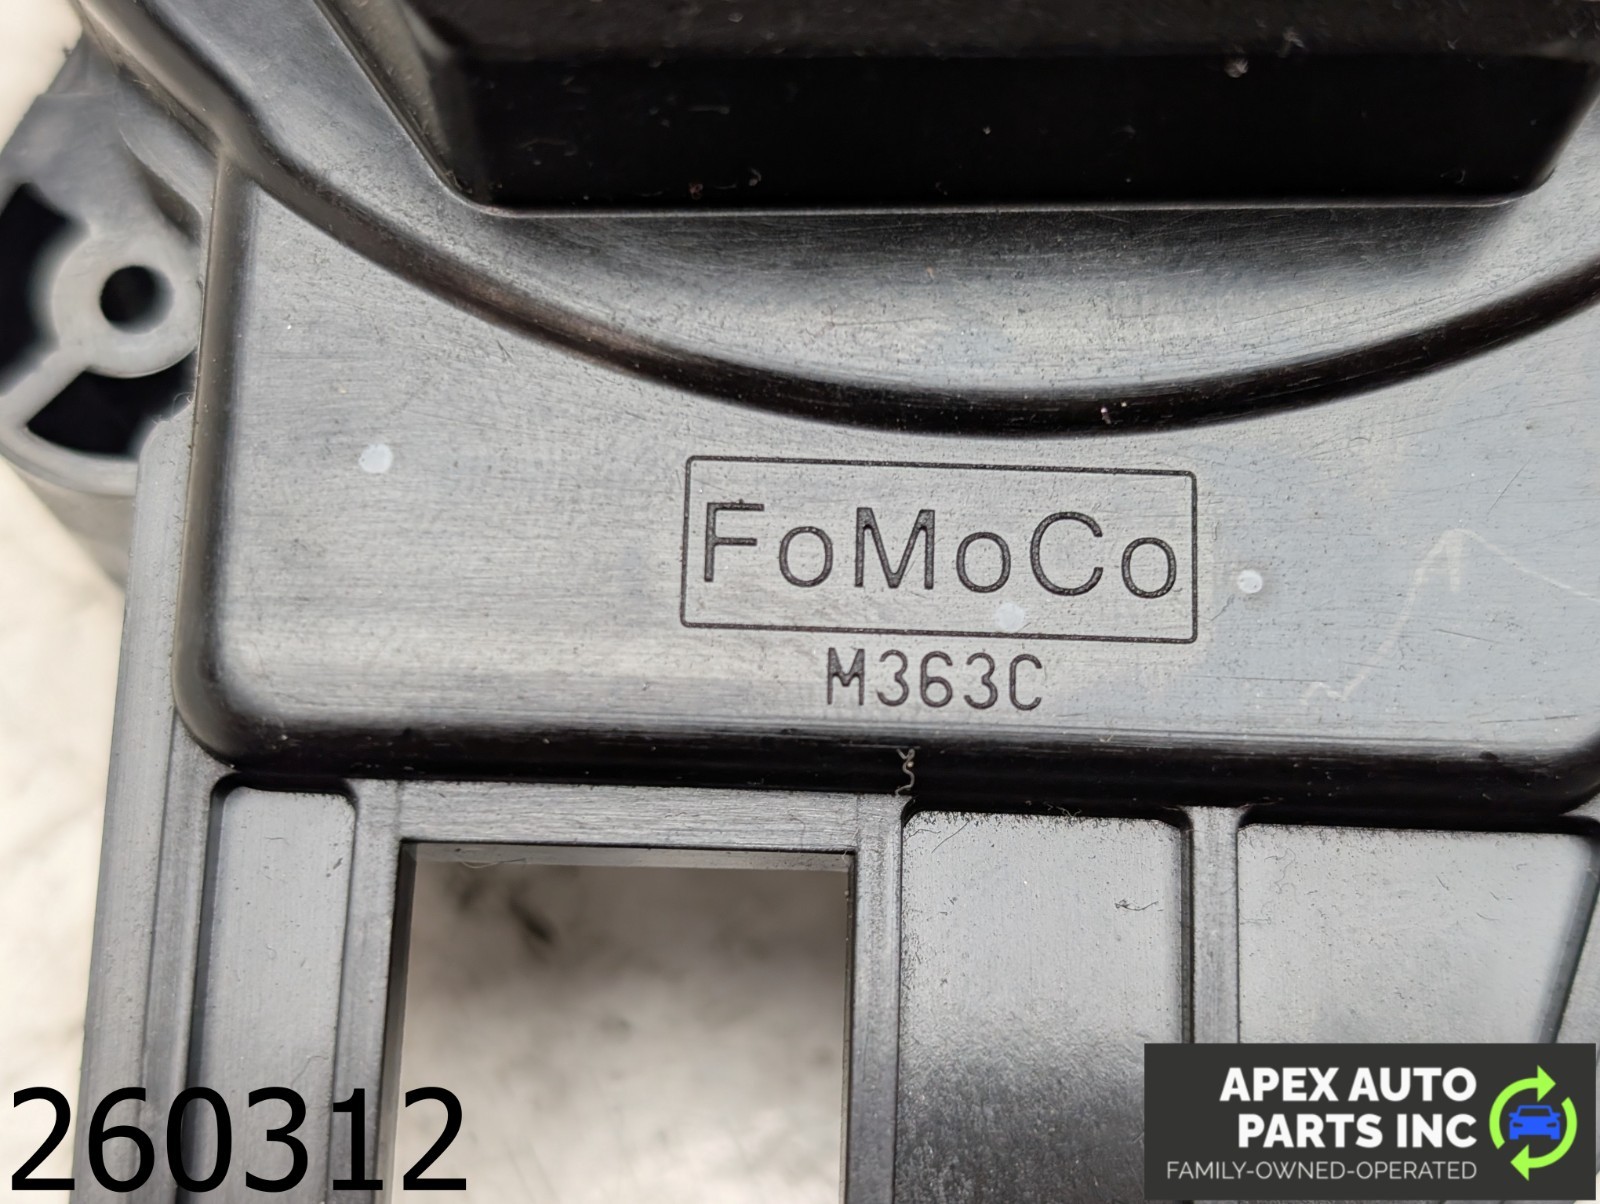 FoMoCo
M363C
260312
APEX AUTO
PARTS INC
FAMILY-OWNED-OPERATED